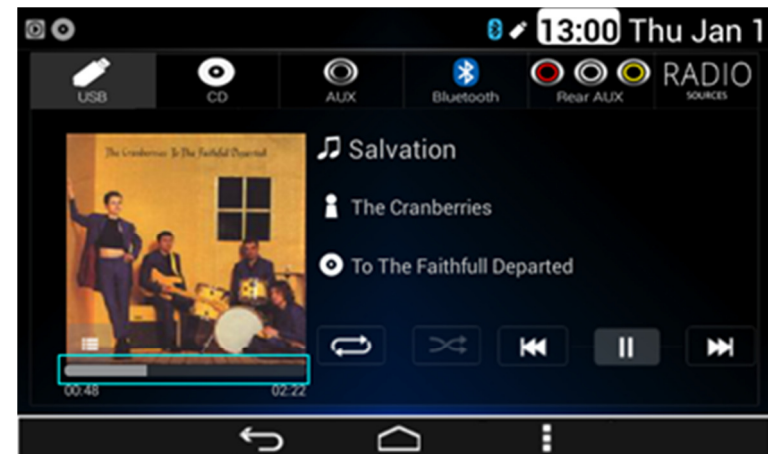 13:00 Thu Jan 1
USB CD AUX Bluetooth Rear AUX RADIO
SOURCES
The Cranberries To The Faithful Departed
Salvation
The Cranberries
To The Faithfull Departed
00:48 02:22